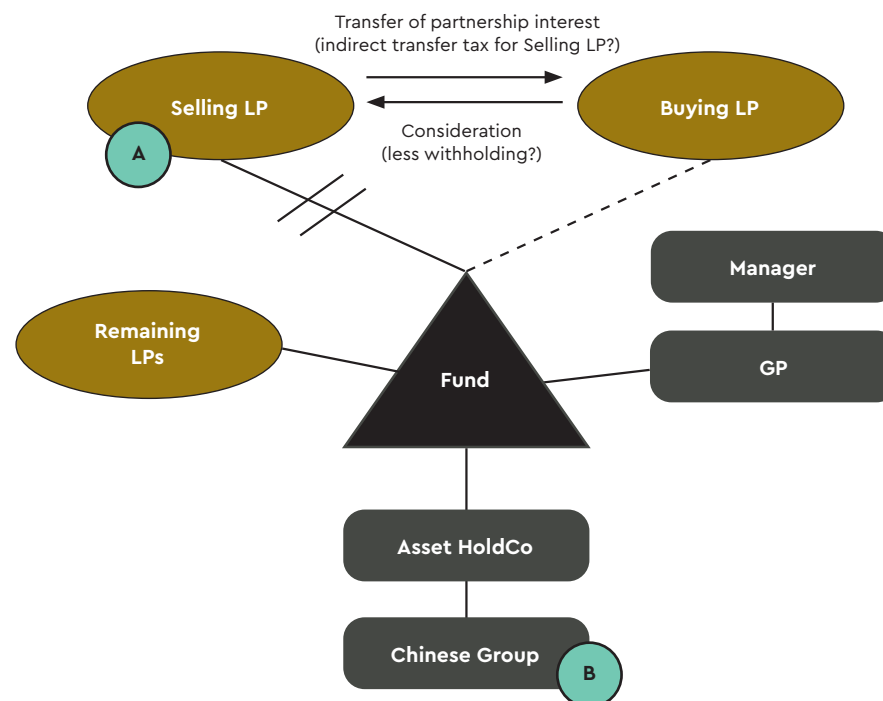 Transfer of partnership interest
(indirect transfer tax for Selling LP?)
Selling LP
Buying LP
A
Consideration
(less withholding?)
Manager
Remaining
LPs
GP
Fund
Asset HoldCo
Chinese Group
B